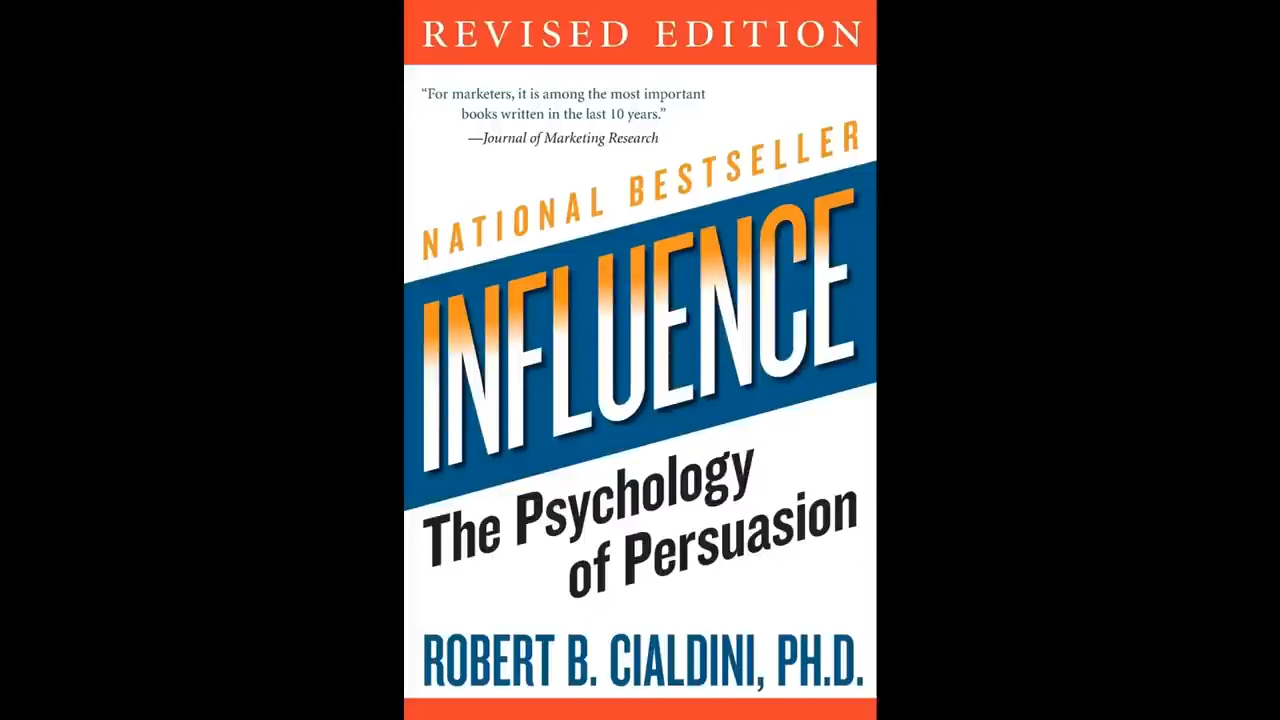 REVISED EDITION
“For marketers, it is among the most important
books written in the last 10 years.”
—Journal of Marketing Research
NATIONAL BESTSELLER
INFLUENCE
The Psychology
of Persuasion
ROBERT B. CIALDINI, PH.D.